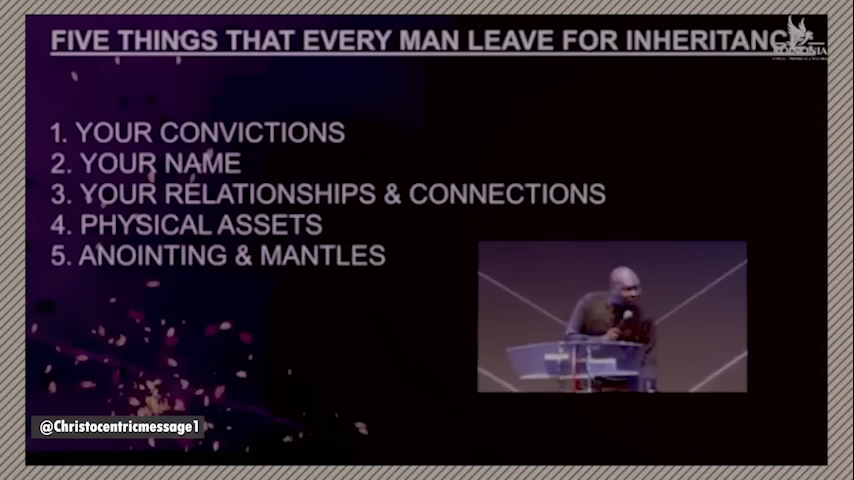 FIVE THINGS THAT EVERY MAN LEAVE FOR INHERITANC
KOINONIA
1. YOUR CONVICTIONS
2. YOUR NAME
3. YOUR RELATIONSHIPS & CONNECTIONS
4. PHYSICAL ASSETS
5. ANOINTING & MANTLES
@Christocentricmessage1